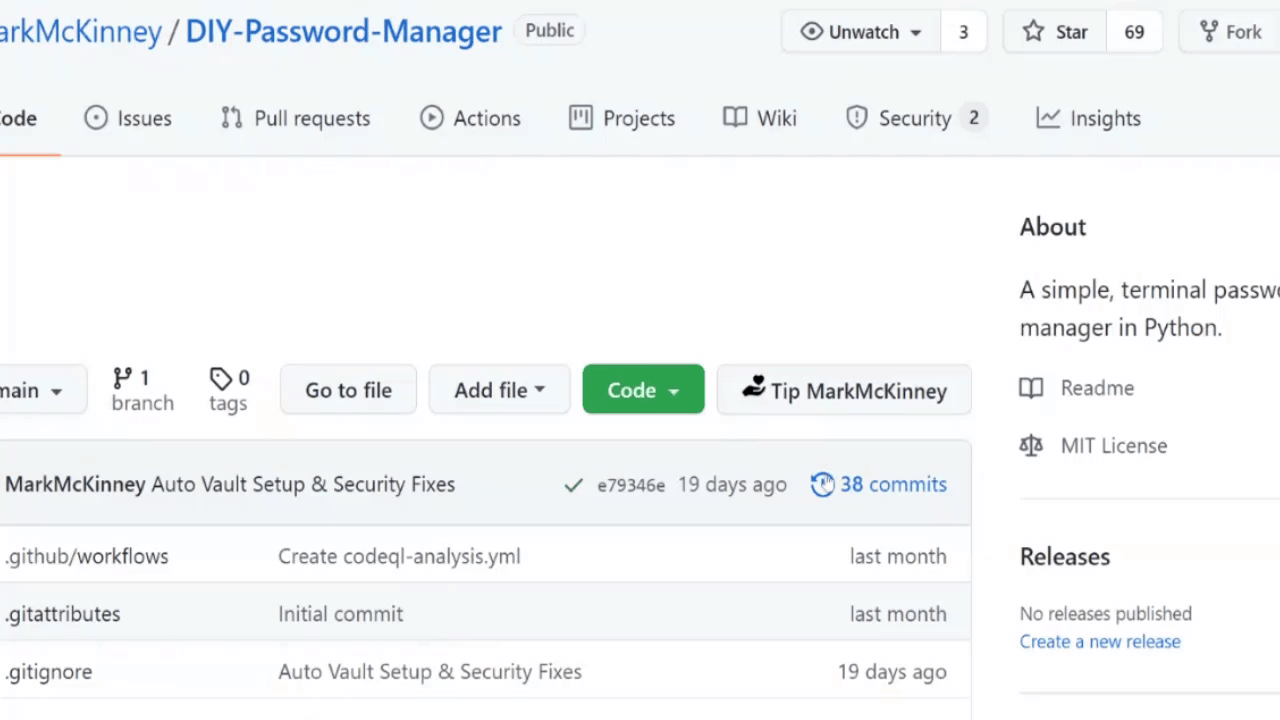 arkMcKinney / DIY-Password-Manager Public
Unwatch 3 Star 69 Fork
ode Issues Pull requests Actions Projects Wiki Security 2 Insights
About
A simple, terminal passwo
manager in Python.
Readme
MIT License
Releases
No releases published
Create a new release
main 1 branch 0 tags Go to file Add file Code Tip MarkMcKinney
MarkMcKinney Auto Vault Setup & Security Fixes e79346e 19 days ago 38 commits
.github/workflows Create codeql-analysis.yml last month
.gitattributes Initial commit last month
.gitignore Auto Vault Setup & Security Fixes 19 days ago